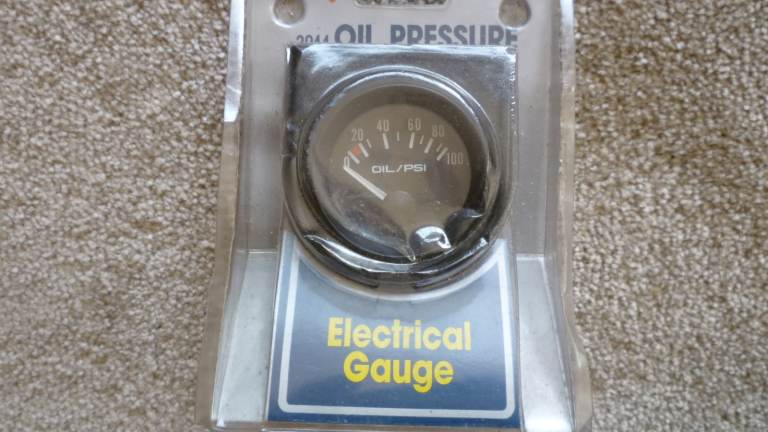 OIL PRESSURE
20 40 60 80 100
OIL/PSI
Electrical
Gauge